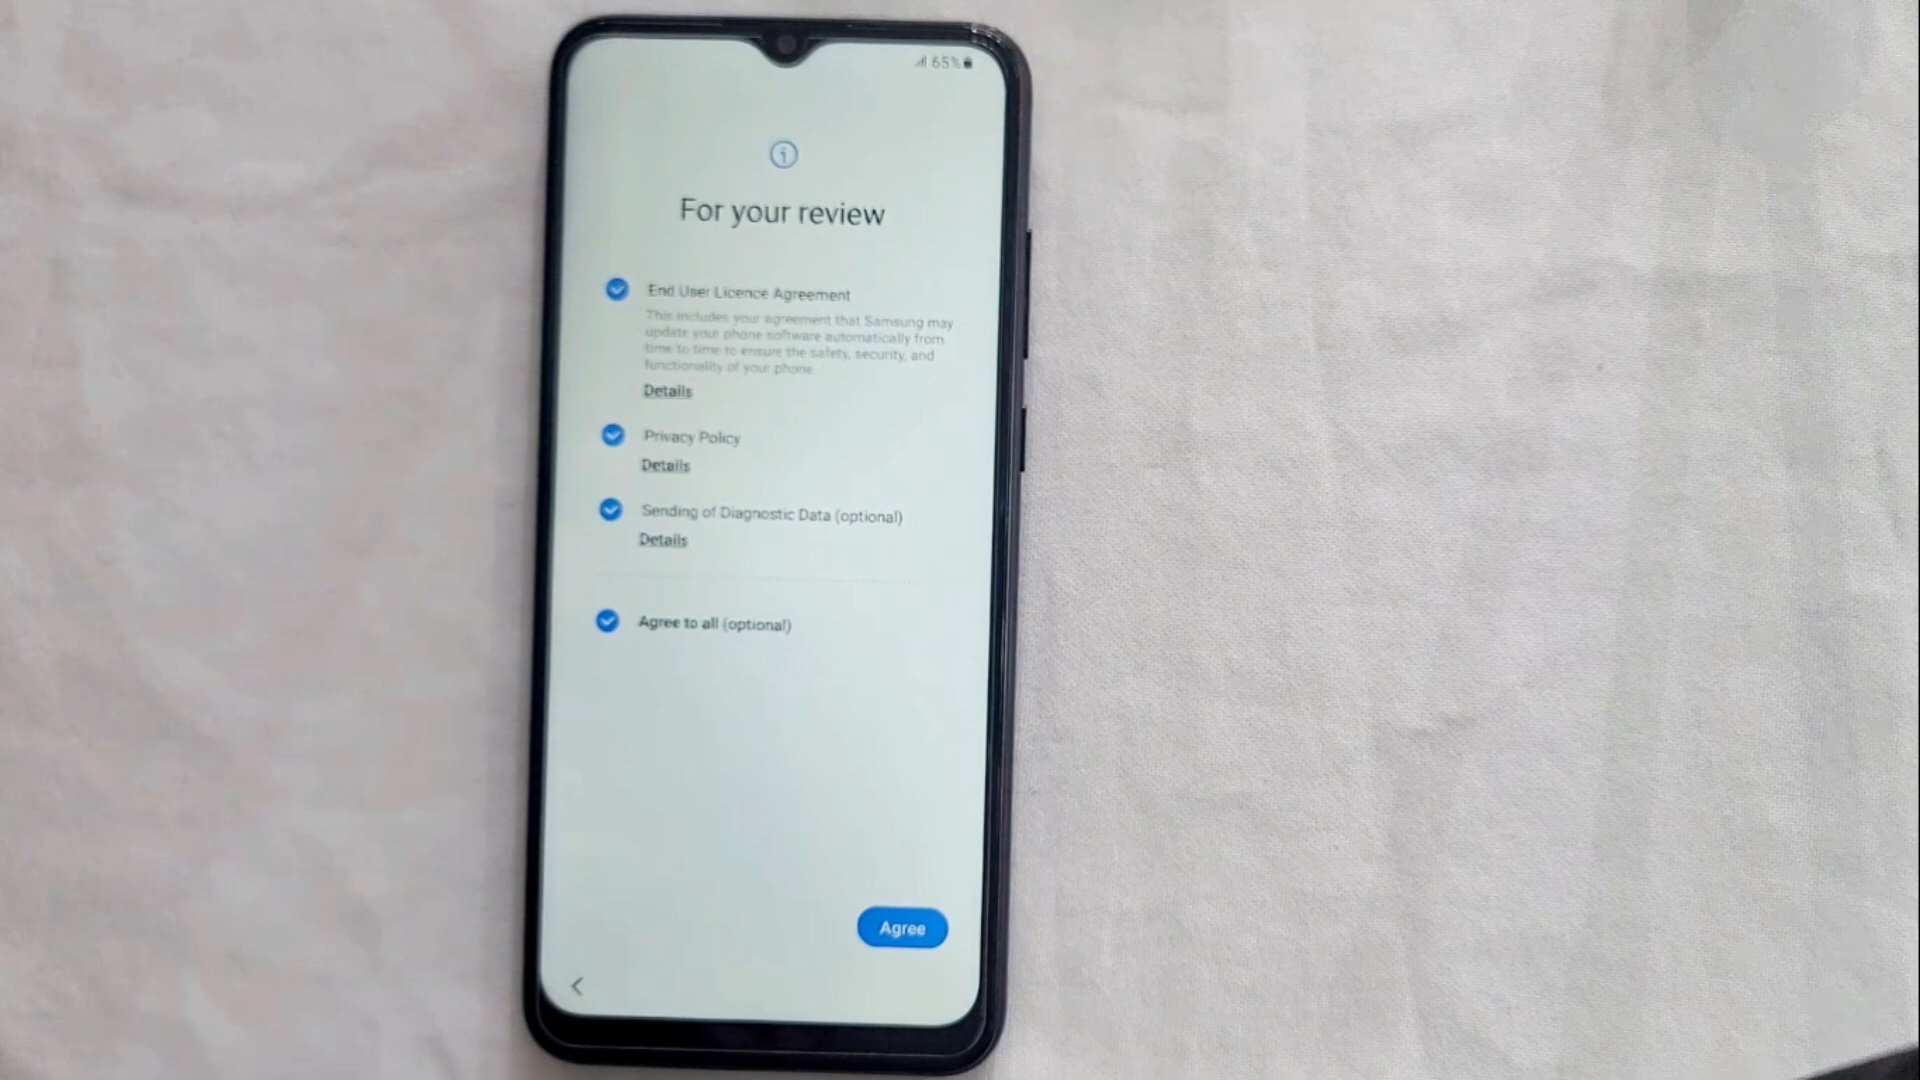 65%
For your review
End User Licence Agreement
This includes your agreement that Samsung may
update your phone software automatically from
time to time to ensure the safety, security, and
functionality of your phone.
Details
Privacy Policy
Details
Sending of Diagnostic Data (optional)
Details
Agree to all (optional)
Agree